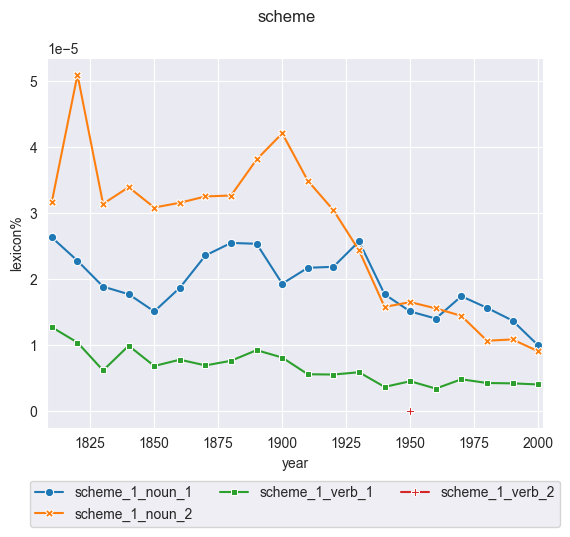 scheme
1e−5
5
4
3
2
1
0
lexicon%
1825 1850 1875 1900 1925 1950 1975 2000
year
scheme_1_noun_1 scheme_1_verb_1 scheme_1_verb_2
scheme_1_noun_2